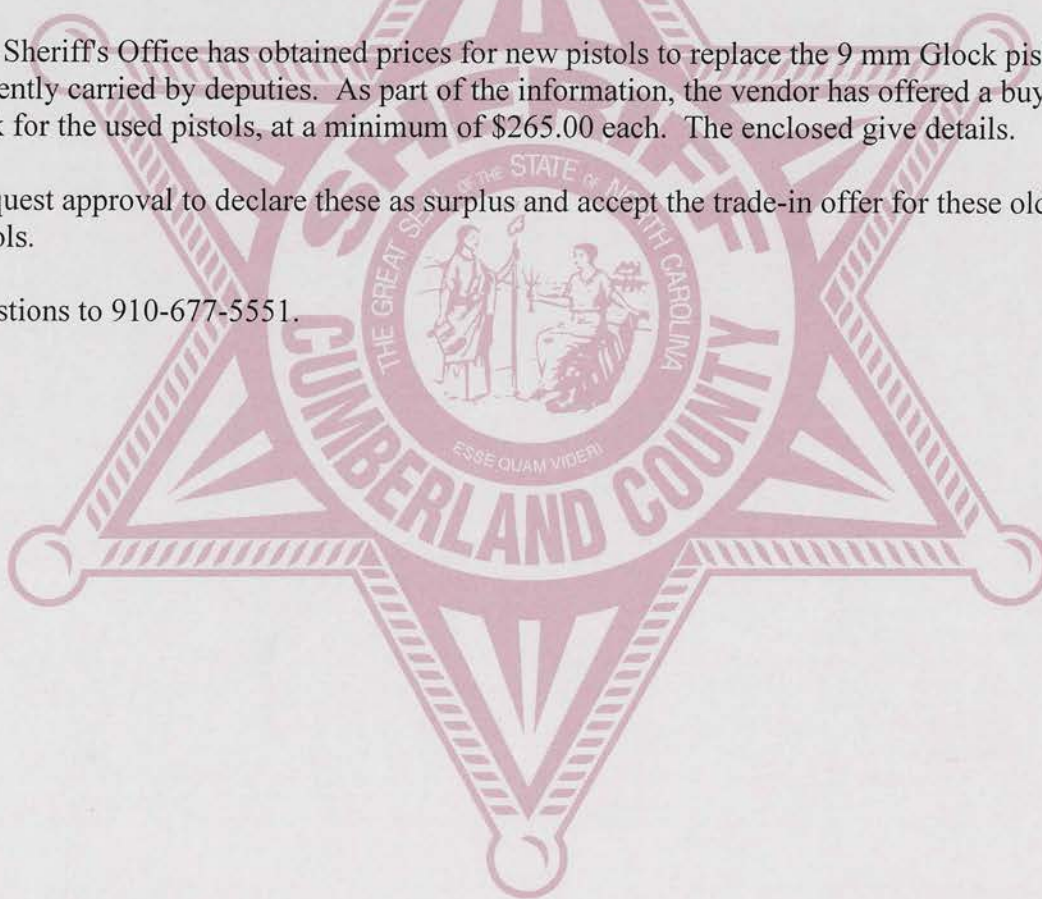 Sheriff's Office has obtained prices for new pistols to replace the 9 mm Glock pis
ently carried by deputies. As part of the information, the vendor has offered a buy
k for the used pistols, at a minimum of $265.00 each. The enclosed give details.
quest approval to declare these as surplus and accept the trade-in offer for these old
ols.
stions to 910-677-5551.
SHERIFF
THE GREAT SEAL OF THE STATE OF NORTH CAROLINA
ESSE QUAM VIDERI
CUMBERLAND COUNTY